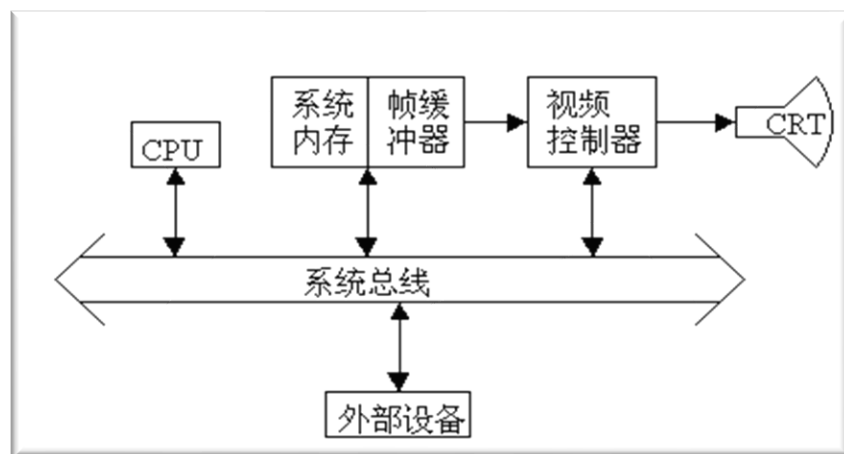 系统
内存
帧缓
冲器
视频
控制器
CRT
CPU
系统总线
外部设备